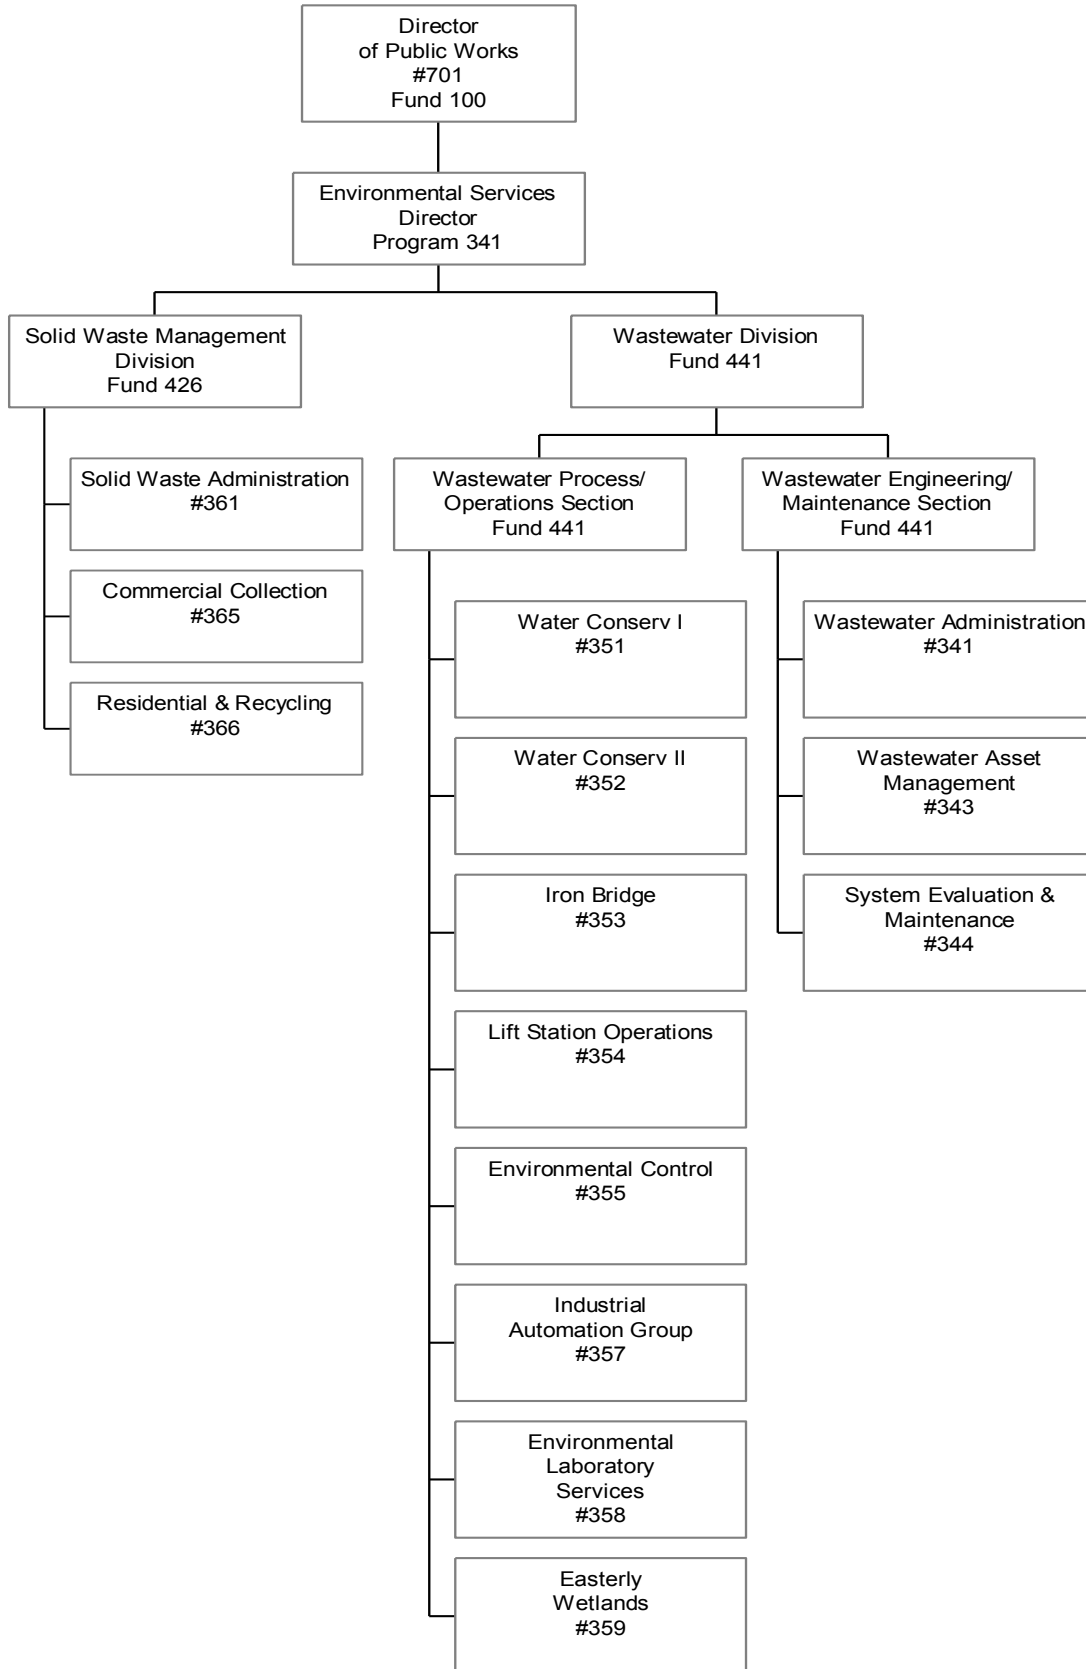 Director
of Public Works
#701
Fund 100
Environmental Services
Director
Program 341
Solid Waste Management
Division
Fund 426
Wastewater Division
Fund 441
Solid Waste Administration
#361
Commercial Collection
#365
Residential & Recycling
#366
Wastewater Process/
Operations Section
Fund 441
Water Conserv I
#351
Water Conserv II
#352
Iron Bridge
#353
Lift Station Operations
#354
Environmental Control
#355
Industrial
Automation Group
#357
Environmental
Laboratory
Services
#358
Easterly
Wetlands
#359
Wastewater Engineering/
Maintenance Section
Fund 441
Wastewater Administration
#341
Wastewater Asset
Management
#343
System Evaluation &
Maintenance
#344